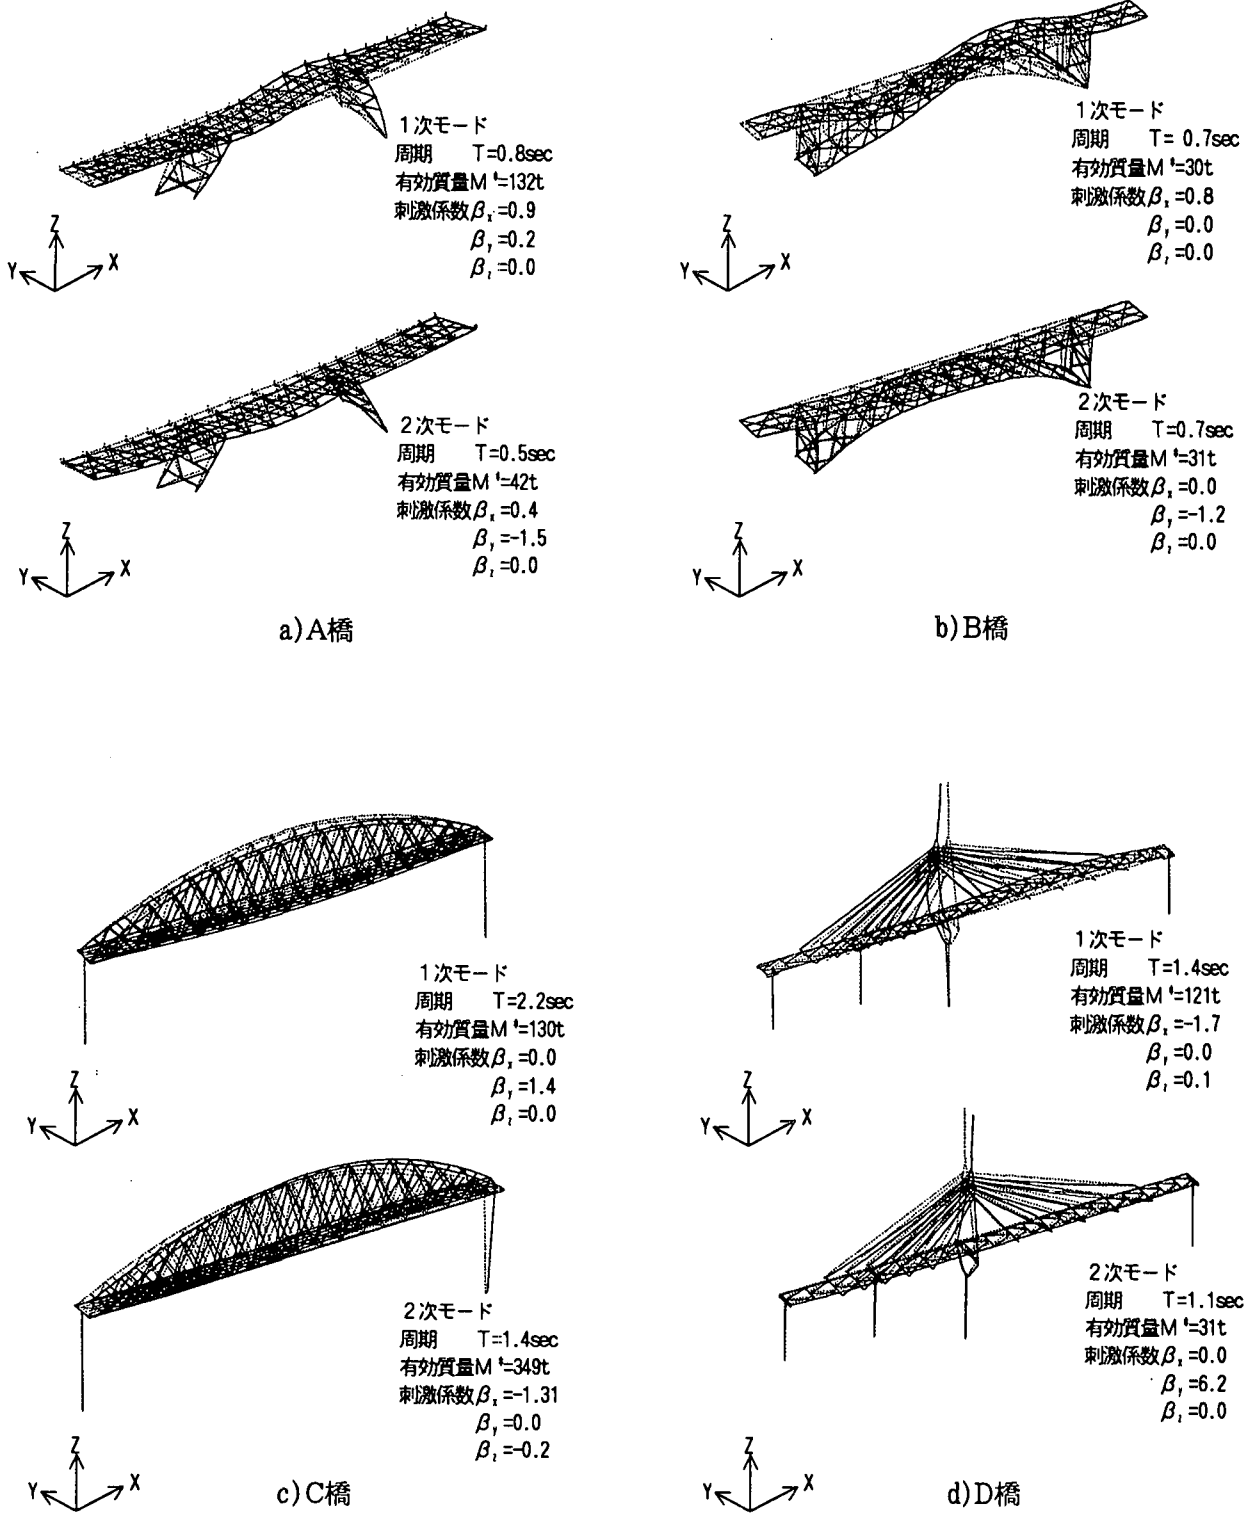 1次モード
周期 T=0.8sec
有効質量M*=132t
刺激係数βx=0.9
βy=0.2
βz=0.0
Z
Y
X
2次モード
周期 T=0.5sec
有効質量M*=42t
刺激係数βx=0.4
βy=-1.5
βz=0.0
Z
Y
X
a)A橋
1次モード
周期 T= 0.7sec
有効質量M*=30t
刺激係数βx=0.8
βy=0.0
βz=0.0
Z
Y
X
2次モード
周期 T=0.7sec
有効質量M*=31t
刺激係数βx=0.0
βy=-1.2
βz=0.0
Z
Y
X
b)B橋
1次モード
周期 T=2.2sec
有効質量M*=130t
刺激係数βx=0.0
βy=1.4
βz=0.0
Z
Y
X
2次モード
周期 T=1.4sec
有効質量M*=349t
刺激係数βx=-1.31
βy=0.0
βz=-0.2
Z
Y
X
c)C橋
1次モード
周期 T=1.4sec
有効質量M*=121t
刺激係数βx=-1.7
βy=0.0
βz=0.1
Z
Y
X
2次モード
周期 T=1.1sec
有効質量M*=31t
刺激係数βx=0.0
βy=6.2
βz=0.0
Z
Y
X
d)D橋